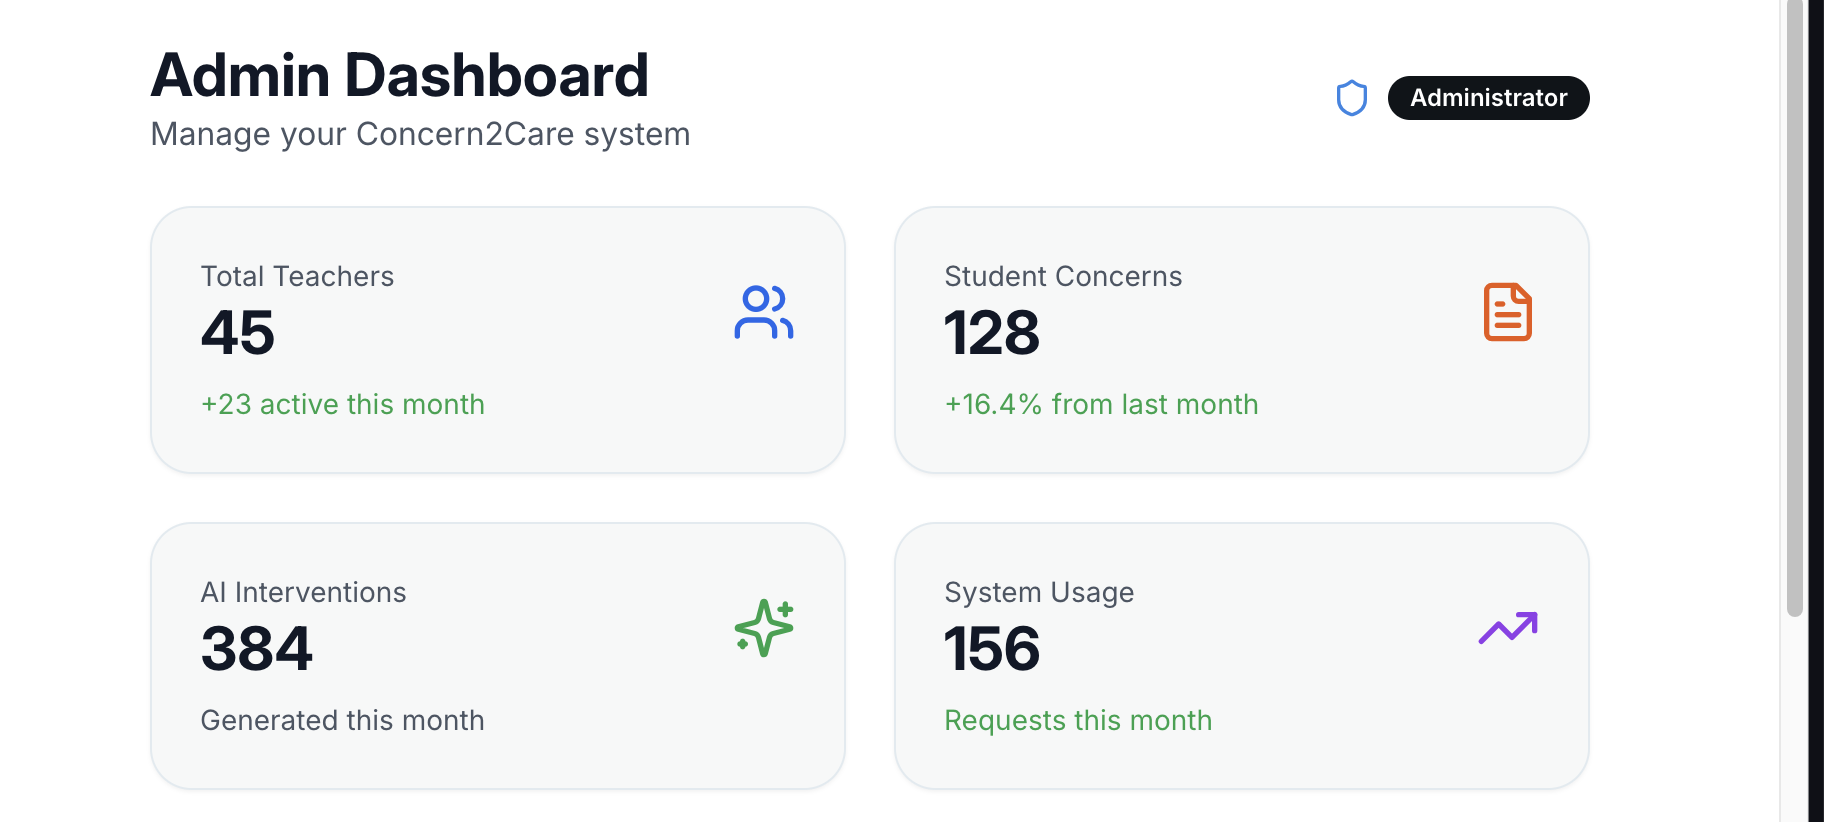 Admin Dashboard
Manage your Concern2Care system
Administrator
Total Teachers
45
+23 active this month
Student Concerns
128
+16.4% from last month
AI Interventions
384
Generated this month
System Usage
156
Requests this month